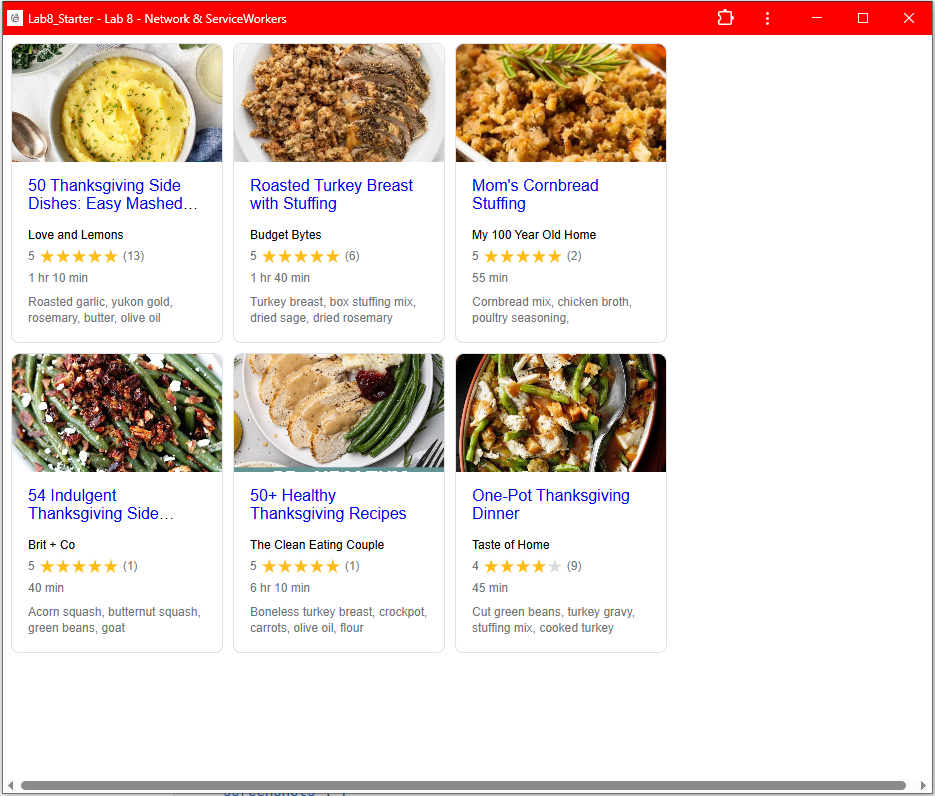 Lab8_Starter - Lab 8 - Network & ServiceWorkers
50 Thanksgiving Side
Dishes: Easy Mashed…
Love and Lemons
5 ★★★★★ (13)
1 hr 10 min
Roasted garlic, yukon gold,
rosemary, butter, olive oil
Roasted Turkey Breast
with Stuffing
Budget Bytes
5 ★★★★★ (6)
1 hr 40 min
Turkey breast, box stuffing mix,
dried sage, dried rosemary
Mom's Cornbread
Stuffing
My 100 Year Old Home
5 ★★★★★ (2)
55 min
Cornbread mix, chicken broth,
poultry seasoning,
54 Indulgent
Thanksgiving Side…
Brit + Co
5 ★★★★★ (1)
40 min
Acorn squash, butternut squash,
green beans, goat
50+ Healthy
Thanksgiving Recipes
The Clean Eating Couple
5 ★★★★★ (1)
6 hr 10 min
Boneless turkey breast, crockpot,
carrots, olive oil, flour
One-Pot Thanksgiving
Dinner
Taste of Home
4 ★★★★★ (9)
45 min
Cut green beans, turkey gravy,
stuffing mix, cooked turkey